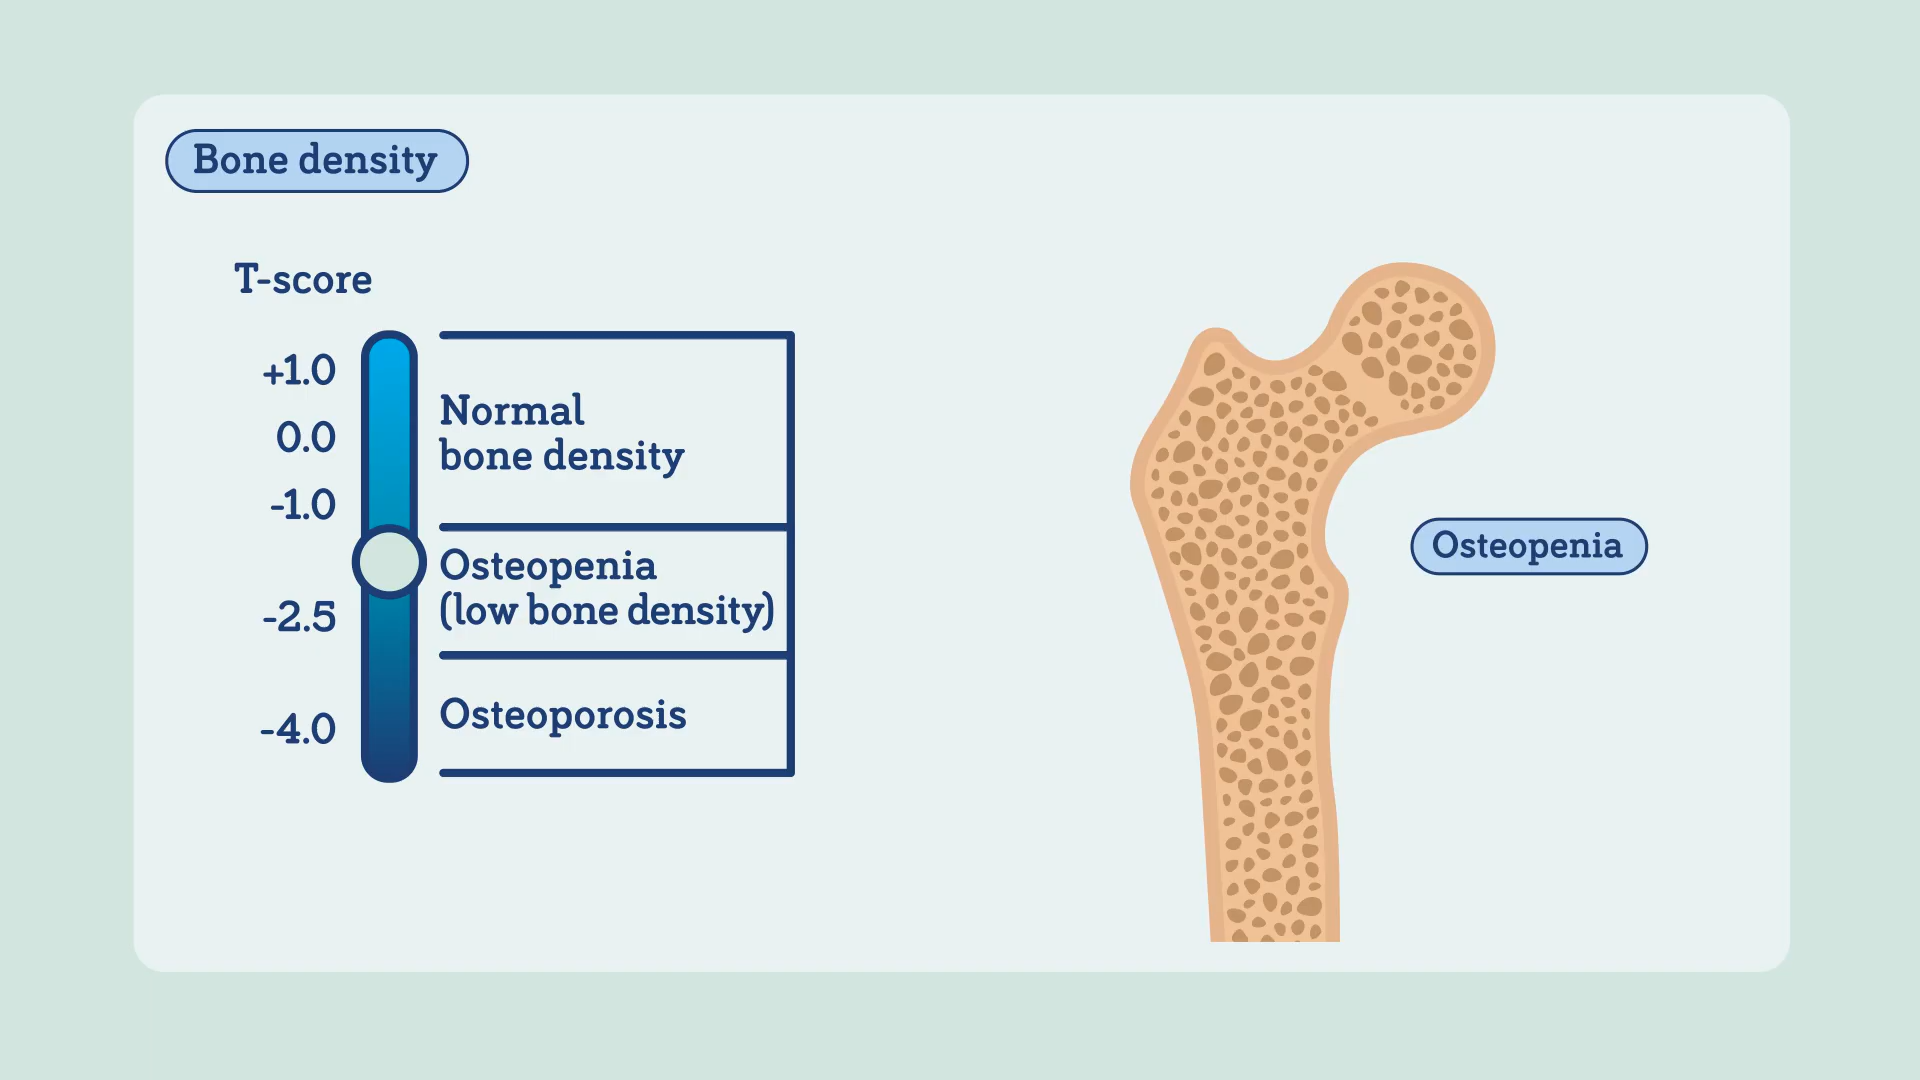 Bone density
T-score
+1.0
0.0
-1.0
-2.5
-4.0
Normal
bone density
Osteopenia
(low bone density)
Osteoporosis
Osteopenia